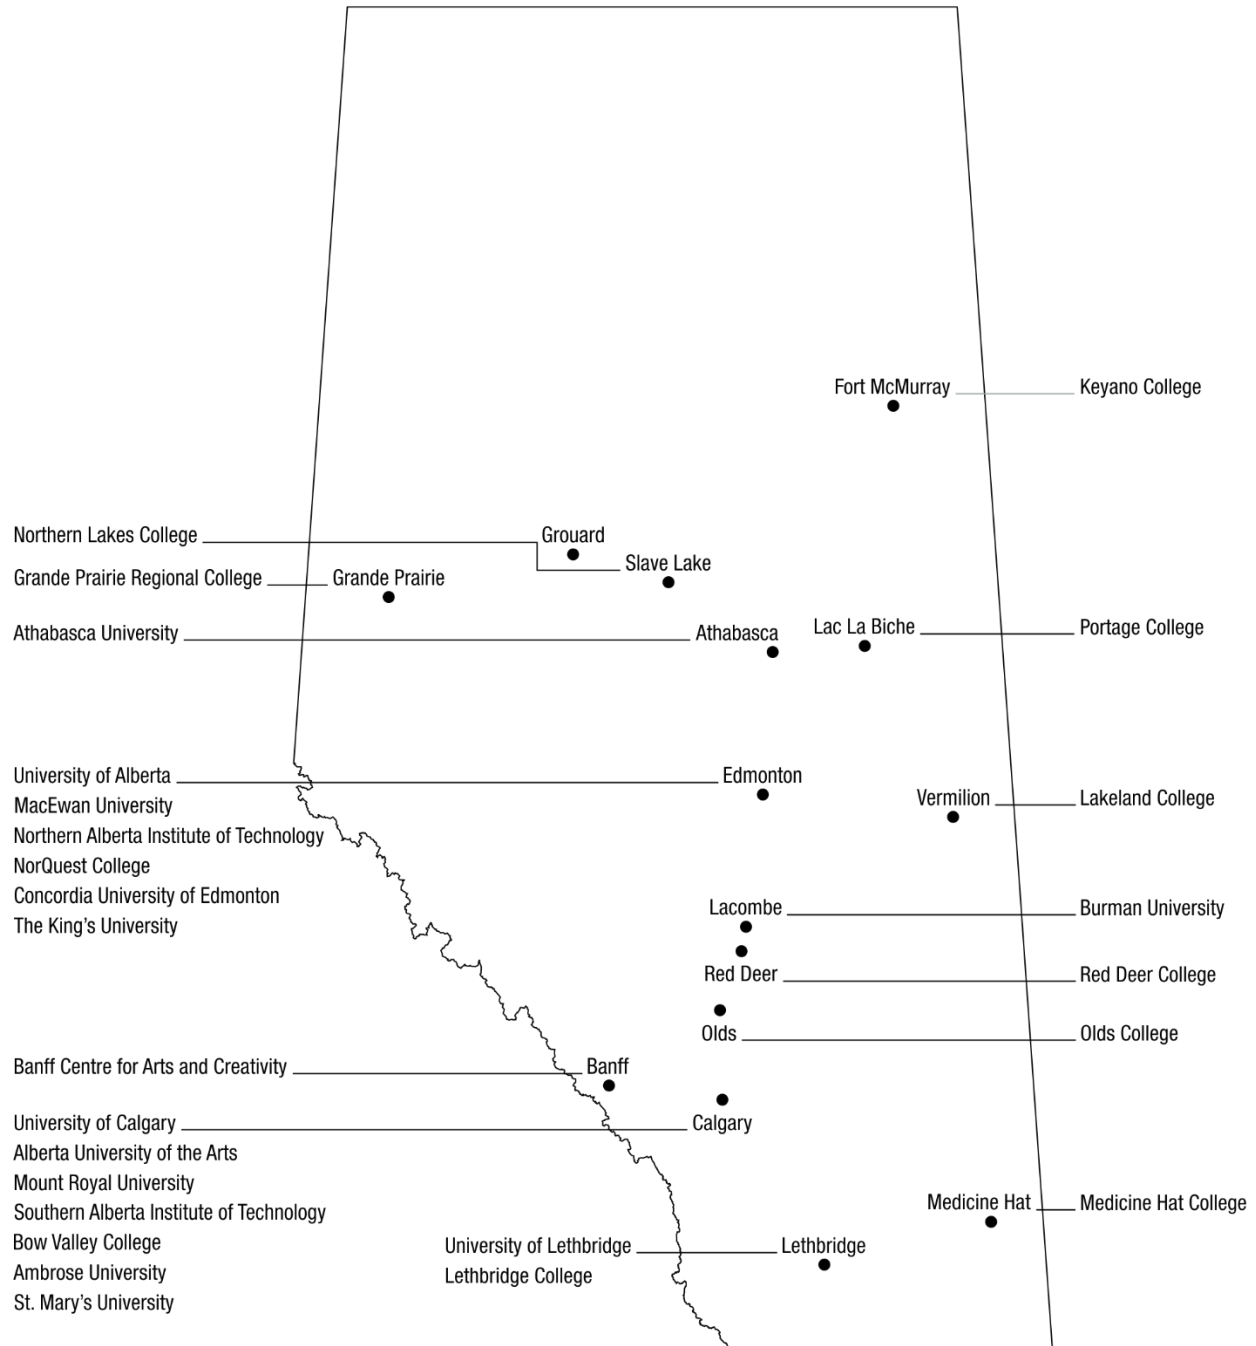 Fort McMurray
Keyano College
Northern Lakes College
Grouard
Slave Lake
Grande Prairie Regional College
Grande Prairie
Athabasca University
Athabasca
Lac La Biche
Portage College
University of Alberta
Edmonton
MacEwan University
Northern Alberta Institute of Technology
NorQuest College
Concordia University of Edmonton
The King's University
Vermilion
Lakeland College
Lacombe
Burman University
Red Deer
Red Deer College
Olds
Olds College
Banff Centre for Arts and Creativity
Banff
University of Calgary
Calgary
Alberta University of the Arts
Mount Royal University
Southern Alberta Institute of Technology
Bow Valley College
Ambrose University
St. Mary's University
Medicine Hat
Medicine Hat College
University of Lethbridge
Lethbridge
Lethbridge College